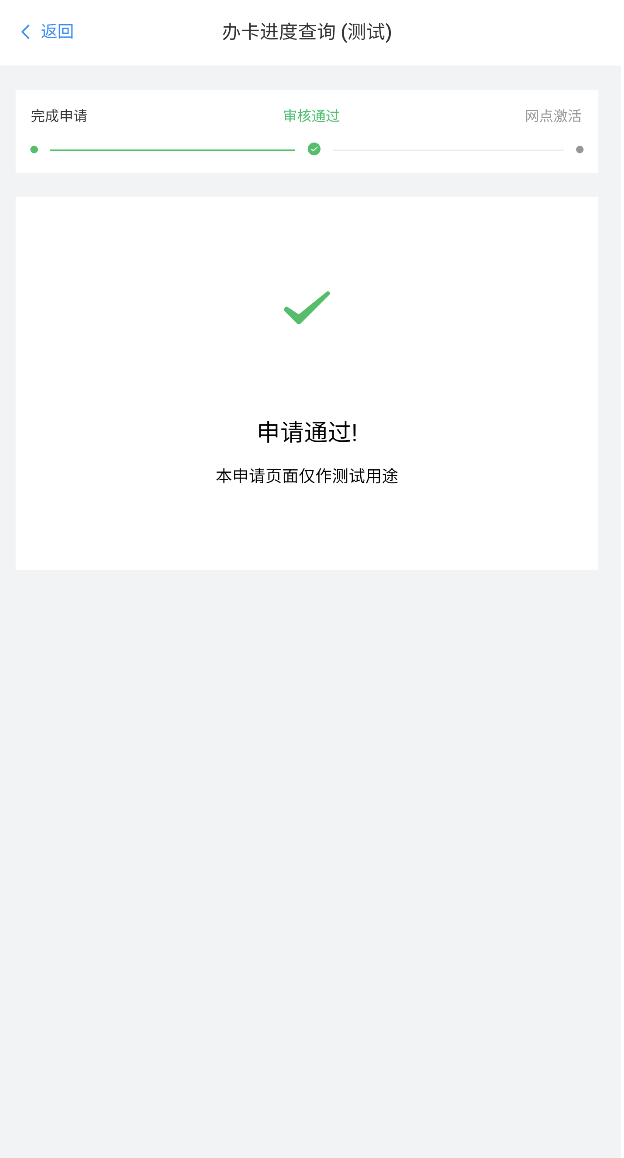 返回
办卡进度查询 (测试)
完成申请
审核通过
网点激活
申请通过!
本申请页面仅作测试用途